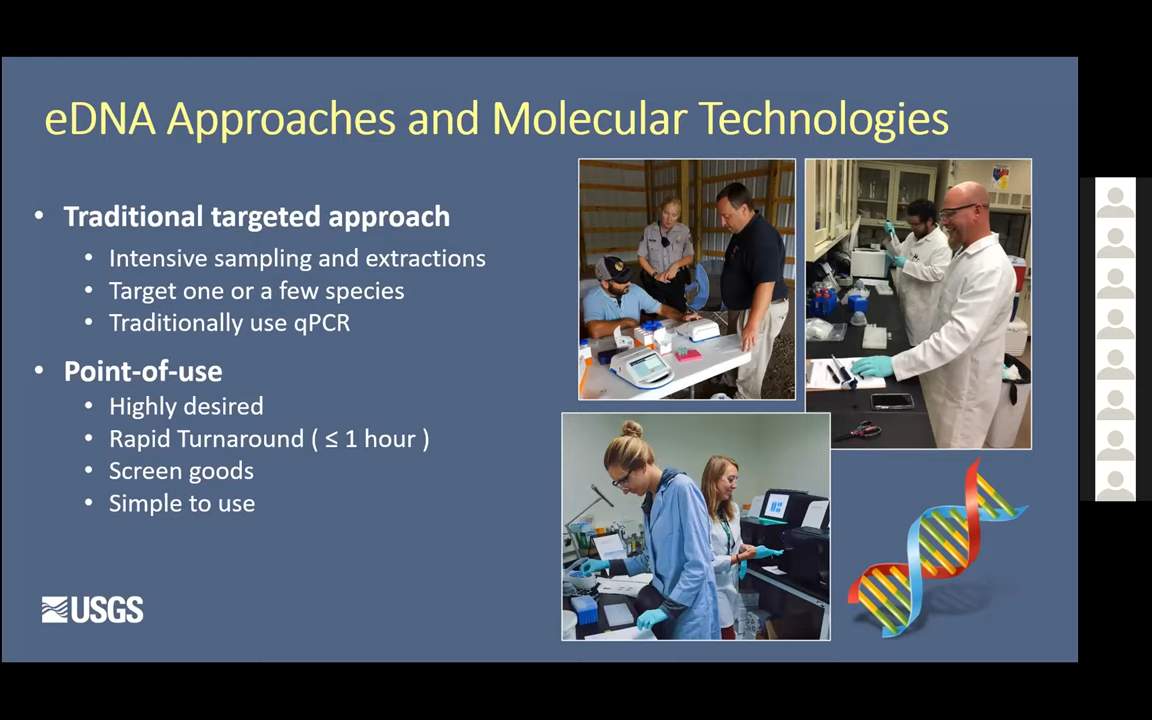 eDNA Approaches and Molecular Technologies
• Traditional targeted approach
• Intensive sampling and extractions
• Target one or a few species
• Traditionally use qPCR
• Point-of-use
• Highly desired
• Rapid Turnaround ( ≤ 1 hour )
• Screen goods
• Simple to use
USGS